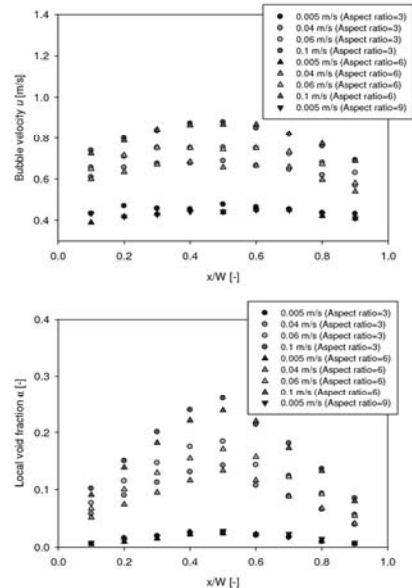 1.4
0.005 m/s (Aspect ratio=3)
0.04 m/s (Aspect ratio=3)
0.06 m/s (Aspect ratio=3)
0.1 m/s (Aspect ratio=3)
0.005 m/s (Aspect ratio=6)
0.04 m/s (Aspect ratio=6)
0.06 m/s (Aspect ratio=6)
0.1 m/s (Aspect ratio=6)
0.005 m/s (Aspect ratio=9)
1.2
1.0
0.8
0.6
0.4
Bubble velocity u [m/s]
0.0 0.2 0.4 0.6 0.8 1.0
x/W [-]
0.4
0.005 m/s (Aspect ratio=3)
0.04 m/s (Aspect ratio=3)
0.06 m/s (Aspect ratio=3)
0.1 m/s (Aspect ratio=3)
0.005 m/s (Aspect ratio=6)
0.04 m/s (Aspect ratio=6)
0.06 m/s (Aspect ratio=6)
0.1 m/s (Aspect ratio=6)
0.005 m/s (Aspect ratio=9)
0.3
0.2
0.1
0.0
Local void fraction α [-]
0.0 0.2 0.4 0.6 0.8 1.0
x/W [-]